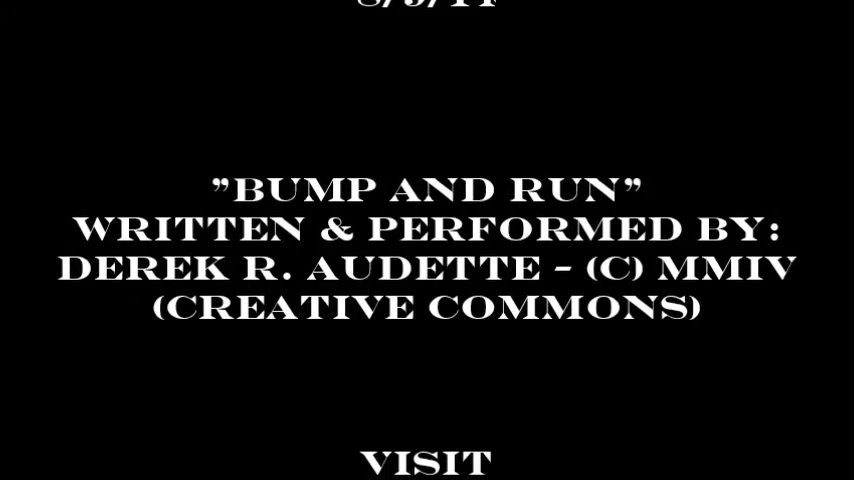 "BUMP AND RUN"
WRITTEN & PERFORMED BY:
DEREK R. AUDETTE - (C) MMIV
(CREATIVE COMMONS)
VISIT